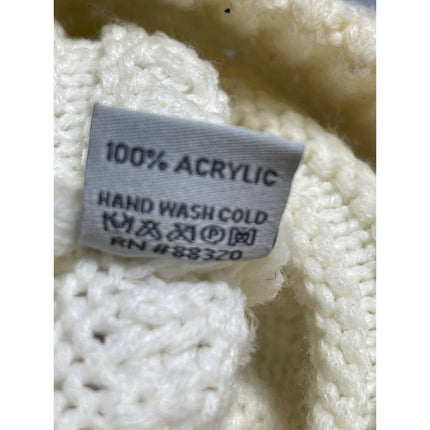 100% ACRYLIC
HAND WASH COLD
RN #88320